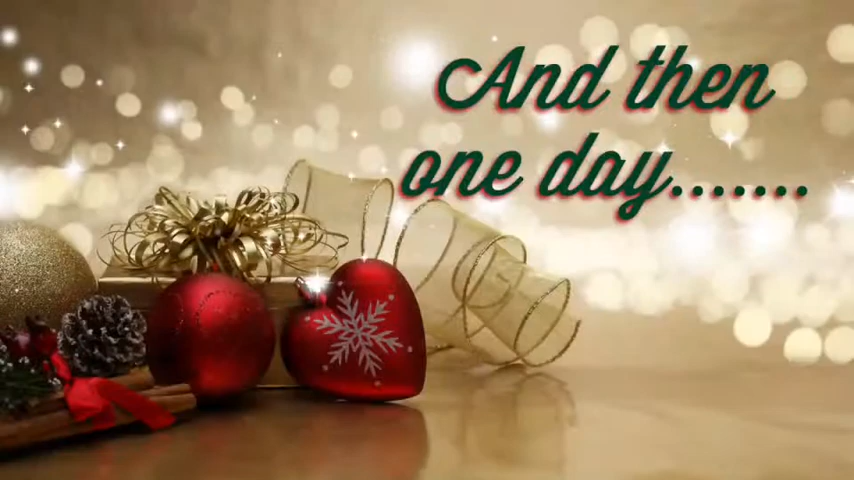 And then
one day.......